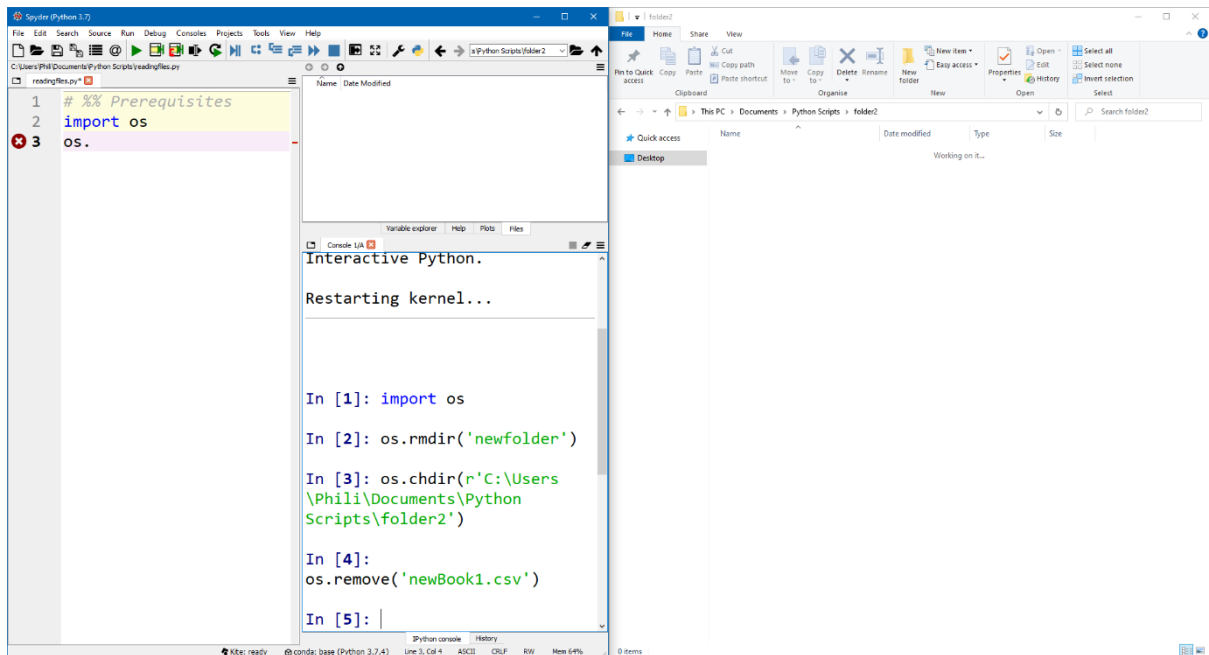 Spyder (Python 3.7)
File Edit Search Source Run Debug Consoles Projects Tools View Help
s\Python Scripts\folder2
C:\Users\Phili\Documents\Python Scripts\readingfiles.py
readingfles.py*
1 # %% Prerequisites
2 import os
3 os.
Name Date Modified
Variable explorer Help Plots Files
Console 1/A
Interactive Python.
Restarting kernel...
In [1]: import os
In [2]: os.rmdir('newfolder')
In [3]: os.chdir(r'C:\Users
\Phili\Documents\Python
Scripts\folder2')
In [4]:
os.remove('newBook1.csv')
In [5]:
IPython console History
Kite: ready conda: base (Python 3.7.4) Line 3, Col 4 ASCII CRLF RW Mem 64%
folder2
File Home Share View
Pin to Quick access
Copy
Paste
Cut
Copy path
Paste shortcut
Move to
Copy to
Delete
Rename
New folder
New item
Easy access
Properties
Open
Edit
History
Select all
Select none
Invert selection
Clipboard Organise New Open Select
This PC > Documents > Python Scripts > folder2
Search folder2
Quick access
Desktop
Name Date modified Type Size
Working on it...
0 items